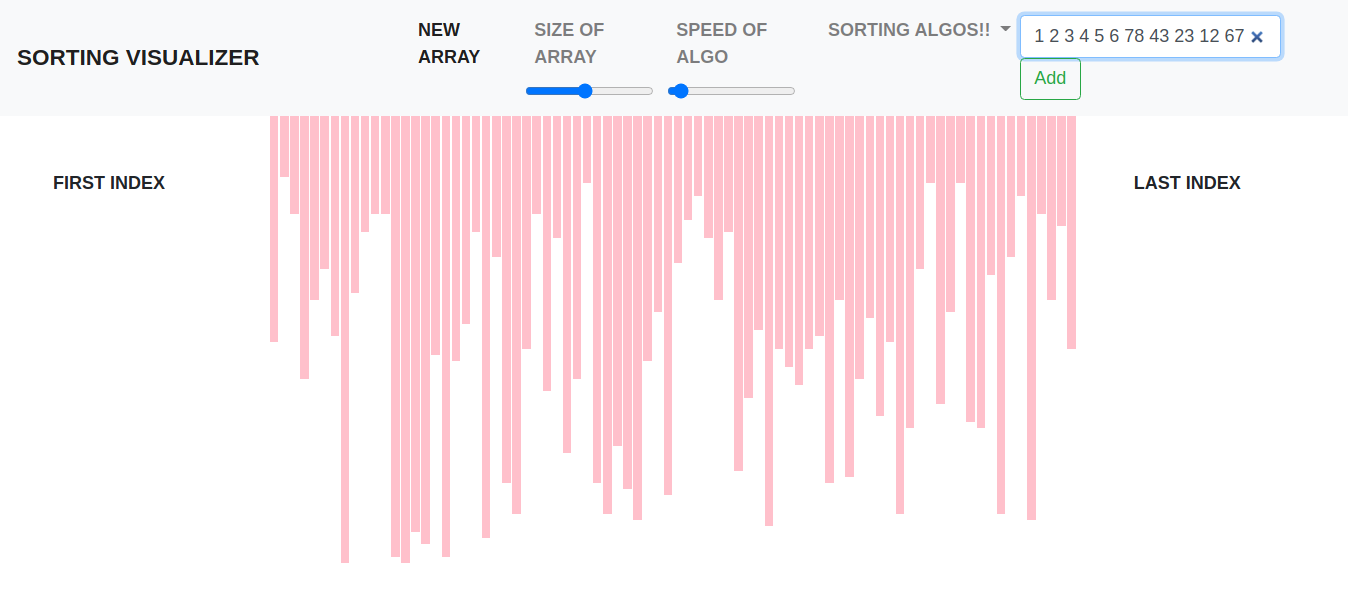 SORTING VISUALIZER
NEW
ARRAY
SIZE OF
ARRAY
SPEED OF
ALGO
SORTING ALGOS!!
1 2 3 4 5 6 78 43 23 12 67
Add
FIRST INDEX
LAST INDEX